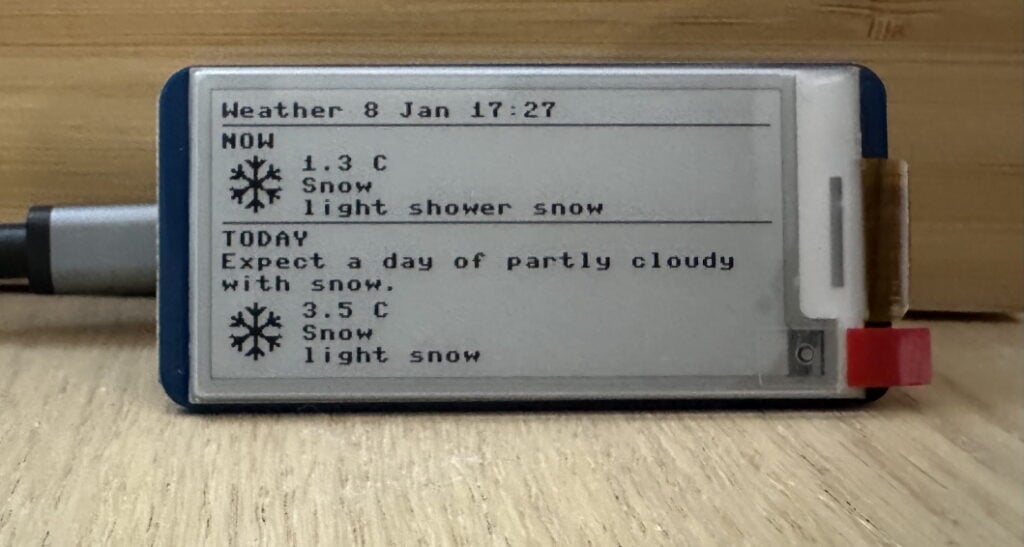 Weather 8 Jan 17:27
NOW
1.3 C
Snow
light shower snow
TODAY
Expect a day of partly cloudy
with snow.
3.5 C
Snow
light snow